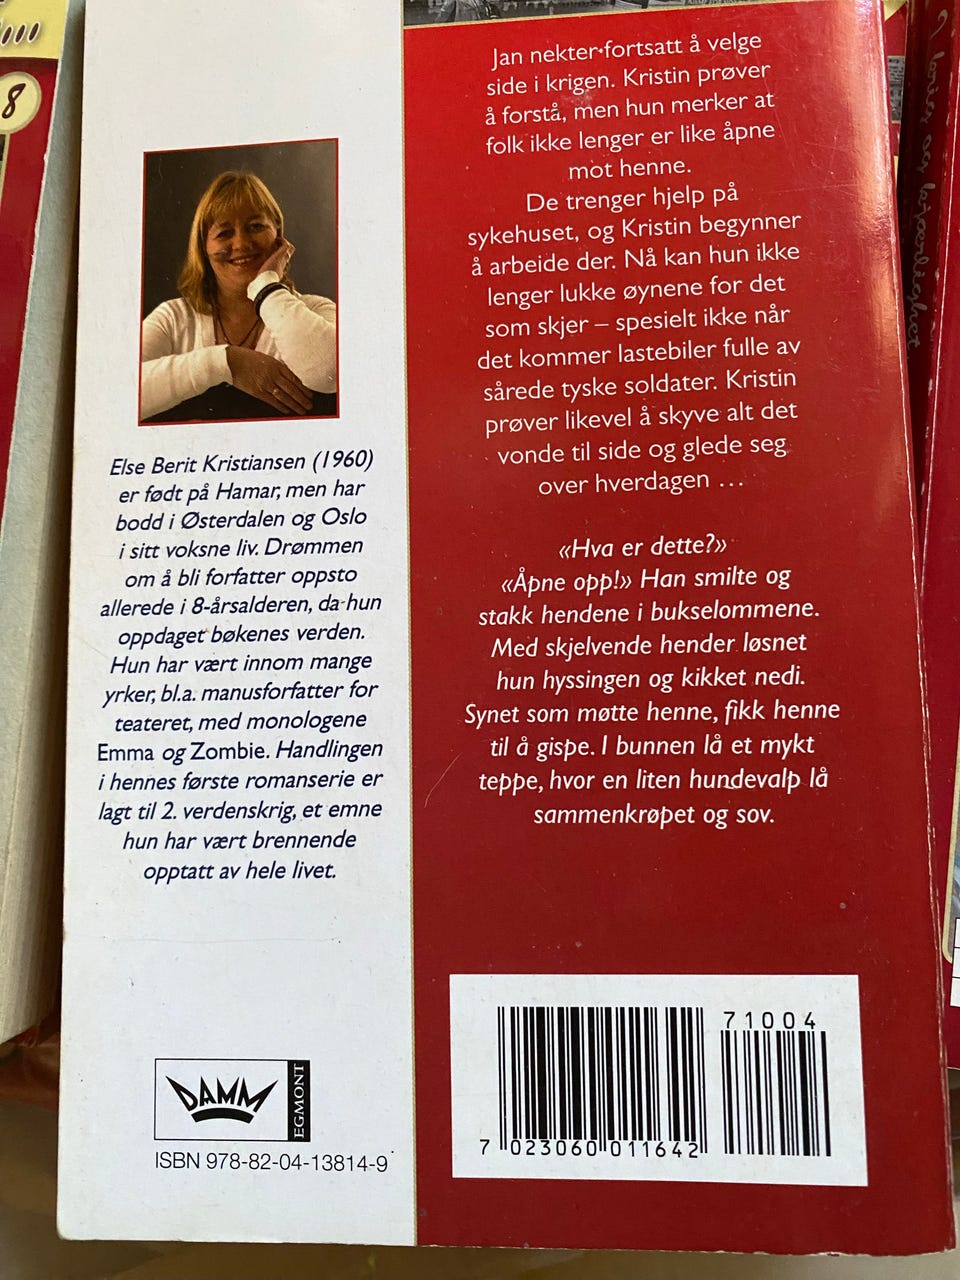 8
Jan nekter fortsatt å velge
side i krigen. Kristin prøver
å forstå, men hun merker at
folk ikke lenger er like åpne
mot henne.
De trenger hjelp på
sykehuset, og Kristin begynner
å arbeide der. Nå kan hun ikke
lenger lukke øynene for det
som skjer – spesielt ikke når
det kommer lastebiler fulle av
sårede tyske soldater. Kristin
prøver likevel å skyve alt det
vonde til side og glede seg
over hverdagen ...
«Hva er dette?»
«Åpne opp!» Han smilte og
stakk hendene i bukselommene.
Med skjelvende hender løsnet
hun hyssingen og kikket nedi.
Synet som møtte henne, fikk henne
til å gispe. I bunnen lå et mykt
teppe, hvor en liten hundevalp lå
sammenkrøpet og sov.
Else Berit Kristiansen (1960)
er født på Hamar, men har
bodd i Østerdalen og Oslo
i sitt voksne liv. Drømmen
om å bli forfatter oppsto
allerede i 8-årsalderen, da hun
oppdaget bøkenes verden.
Hun har vært innom mange
yrker, bl.a. manusforfatter for
teateret, med monologene
Emma og Zombie. Handlingen
i hennes første romanserie er
lagt til 2. verdenskrig, et emne
hun har vært brennende
opptatt av hele livet.
DAMM
EGMONT
ISBN 978-82-04-13814-9
71004
7 023060 011642